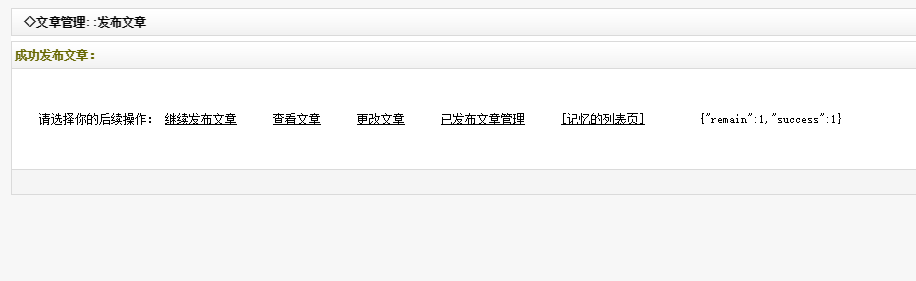 ◇文章管理::发布文章
成功发布文章：
请选择你的后续操作： 继续发布文章 查看文章 更改文章 已发布文章管理 [记忆的列表页] {"remain":1,"success":1}